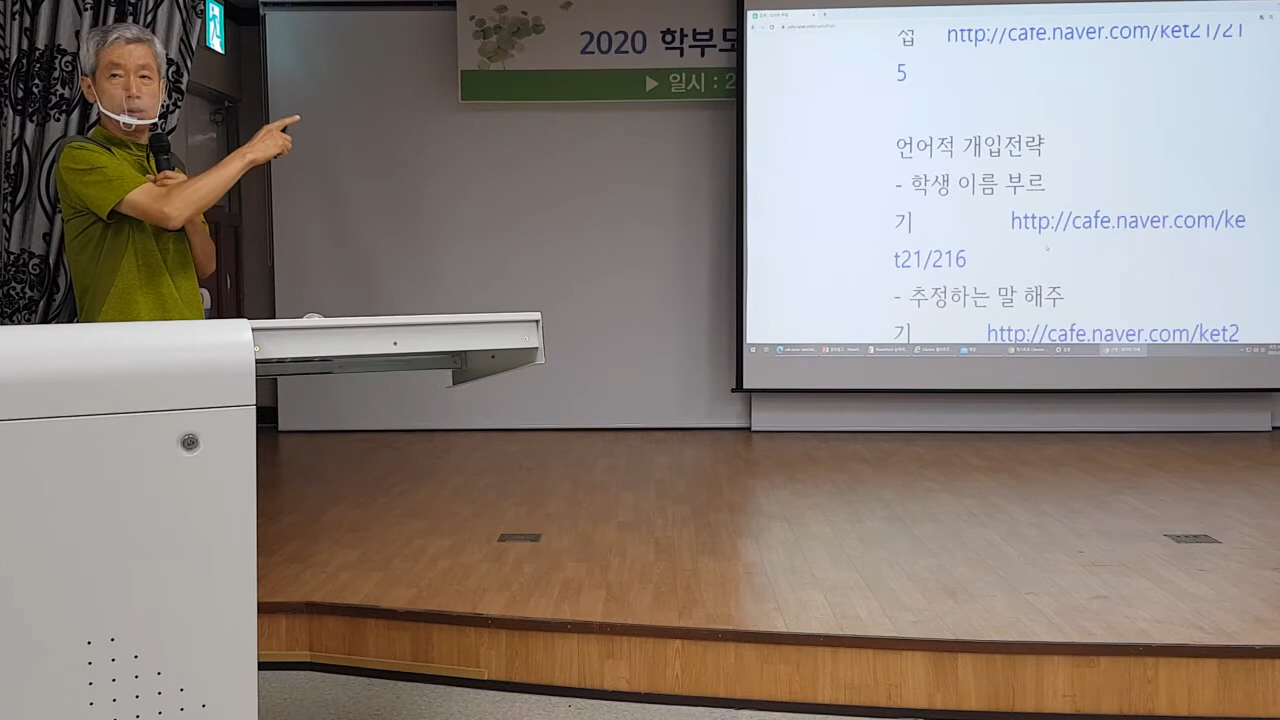 2020 학부모
▶ 일시 : 2
섭 http://cafe.naver.com/ket21/21
5
언어적 개입전략
- 학생 이름 부르
기 http://cafe.naver.com/ke
t21/216
- 추정하는 말 해주
기 http://cafe.naver.com/ket2